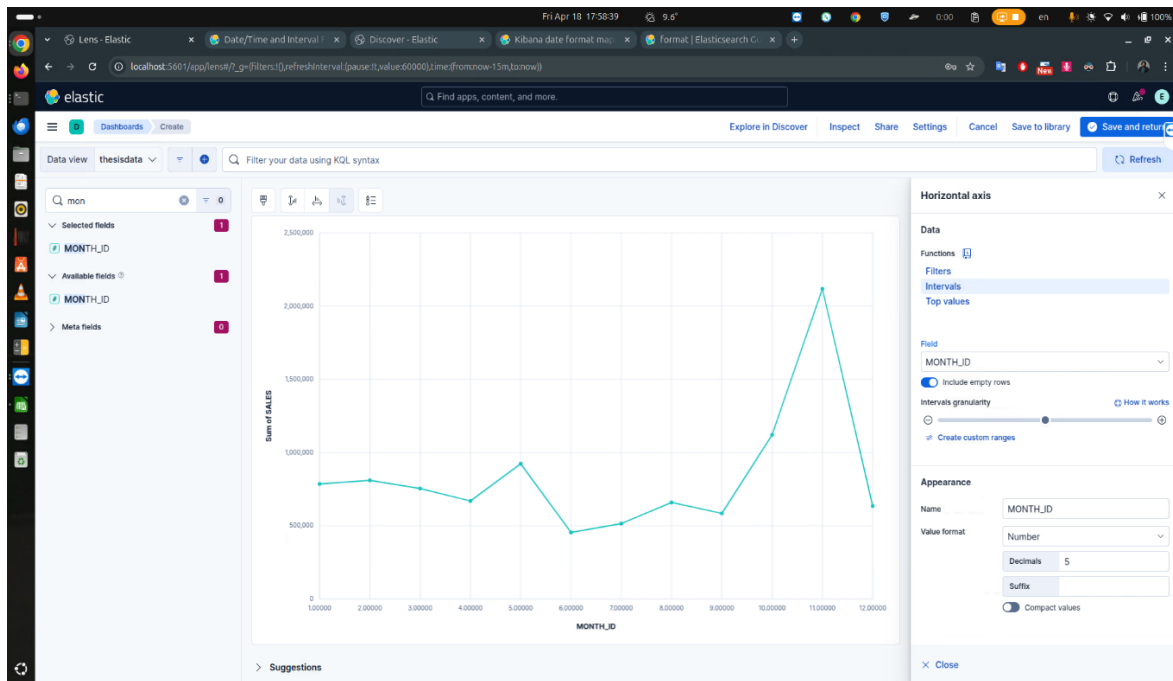 Fri Apr 18 17:58:39
9.6°
0:00
en
100%
Lens - Elastic
Date/Time and Interval F
Discover - Elastic
Kibana date format map
format | Elasticsearch Gu
localhost:5601/app/lens#/?_g=(filters:!(),refreshInterval:(pause:!t,value:60000),time:(from:now-15m,to:now))
New
elastic
Find apps, content, and more.
E
D
Dashboards
Create
Explore in Discover
Inspect
Share
Settings
Cancel
Save to library
Save and return
Data view
thesisdata
Filter your data using KQL syntax
Refresh
mon
0
Selected fields
1
MONTH_ID
Available fields
1
MONTH_ID
Meta fields
0
2,500,000
2,000,000
1,500,000
1,000,000
500,000
0
Sum of SALES
1.00000
2.00000
3.00000
4.00000
5.00000
6.00000
7.00000
8.00000
9.00000
10.00000
11.00000
12.00000
MONTH_ID
Suggestions
Horizontal axis
Data
Functions
Filters
Intervals
Top values
Field
MONTH_ID
Include empty rows
Intervals granularity
How it works
Create custom ranges
Appearance
Name
MONTH_ID
Value format
Number
Decimals
5
Suffix
Compact values
Close